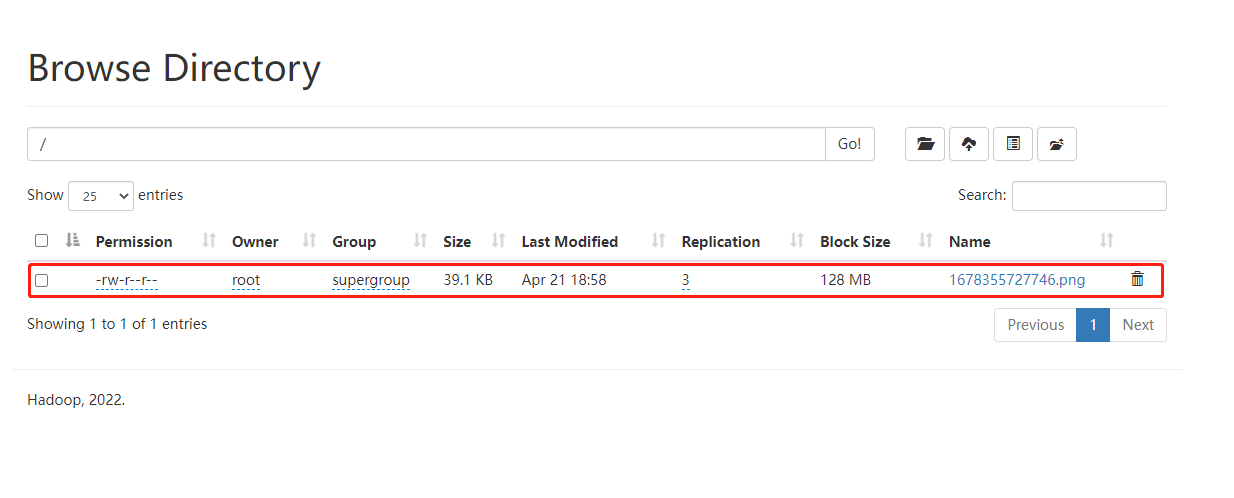 Browse Directory
/ Go!
Show 25 entries Search:
Permission Owner Group Size Last Modified Replication Block Size Name
-rw-r--r-- root supergroup 39.1 KB Apr 21 18:58 3 128 MB 1678355727746.png
Showing 1 to 1 of 1 entries Previous 1 Next
Hadoop, 2022.